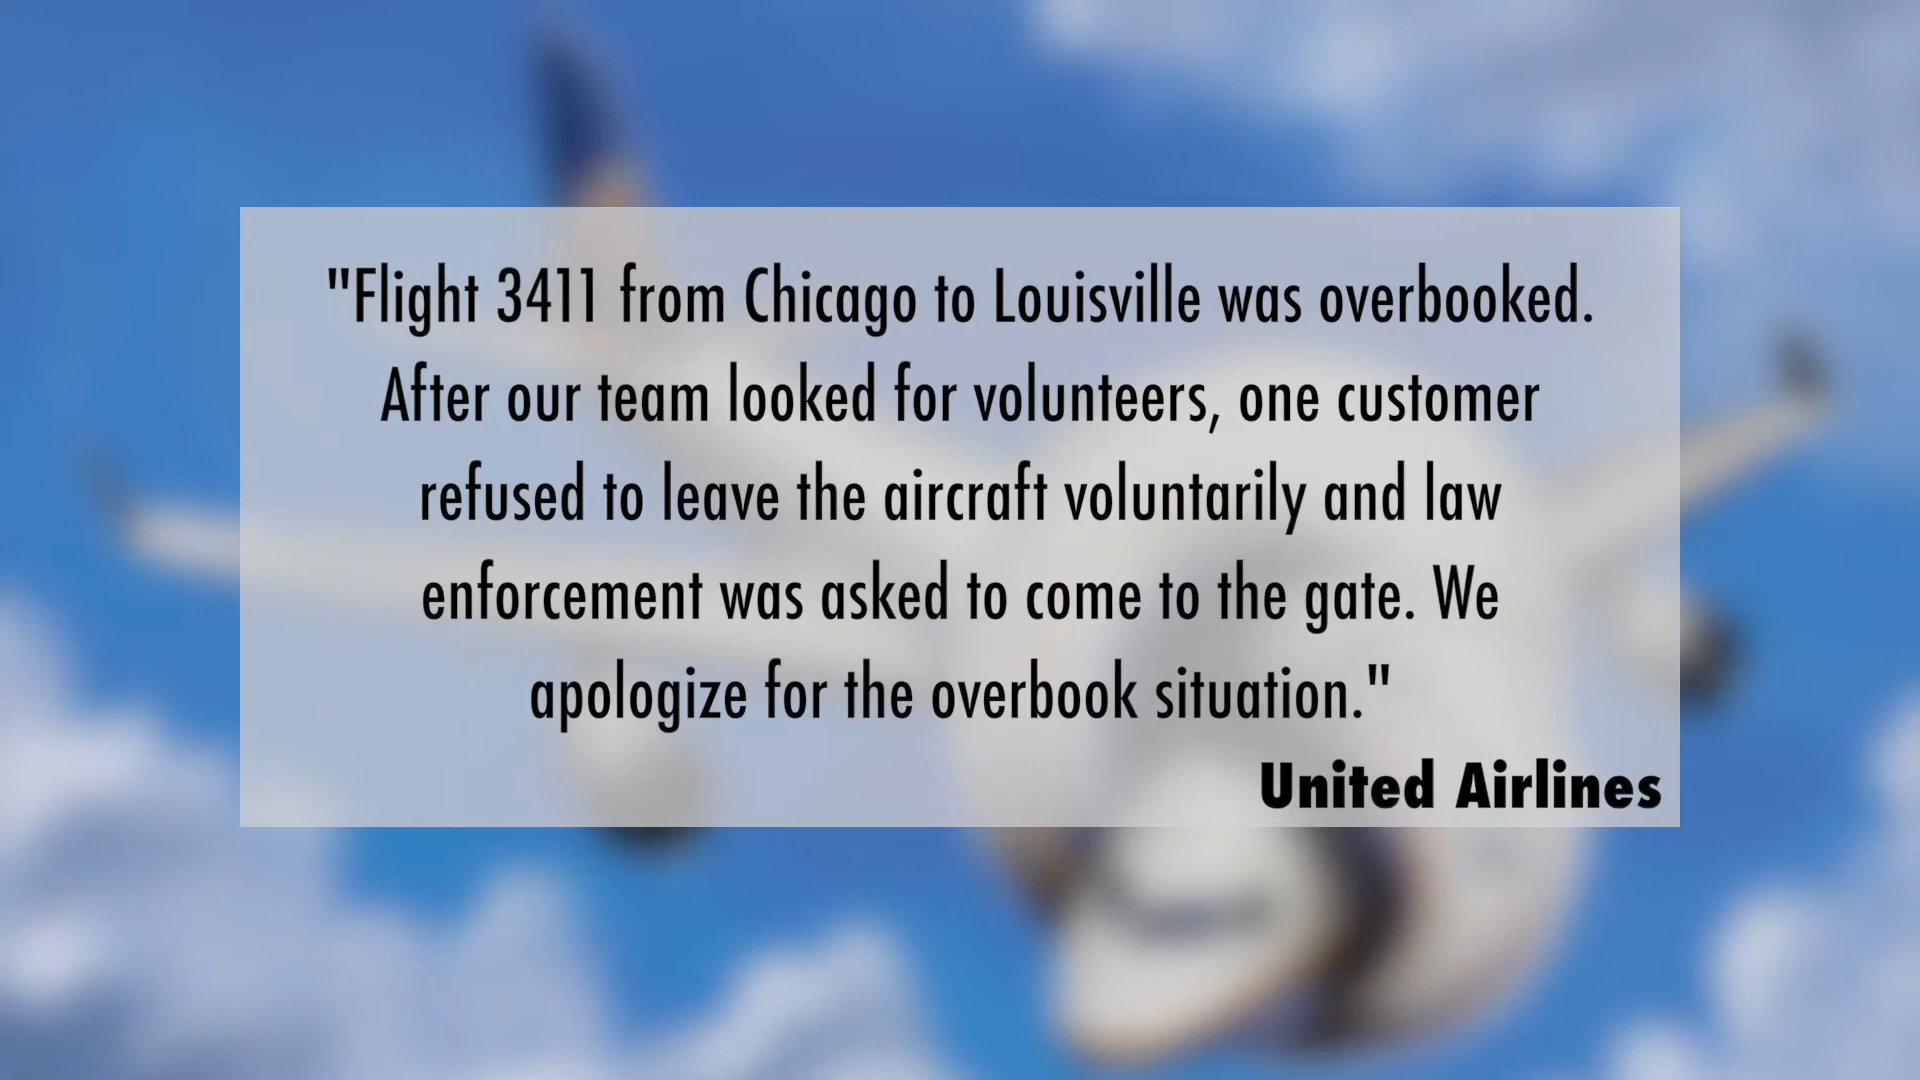 "Flight 3411 from Chicago to Louisville was overbooked.
After our team looked for volunteers, one customer
refused to leave the aircraft voluntarily and law
enforcement was asked to come to the gate. We
apologize for the overbook situation."
United Airlines